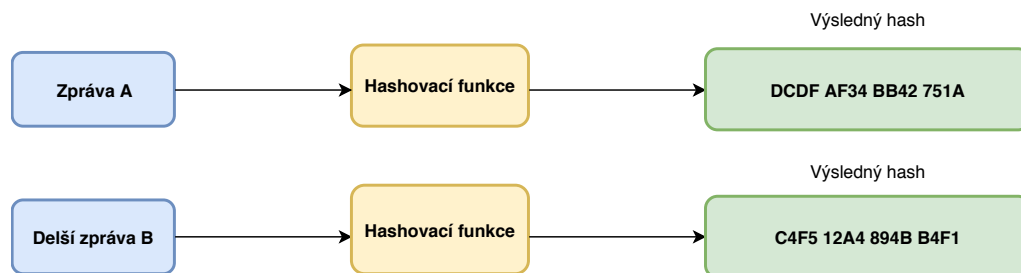 Výsledný hash
Zpráva A
Hashovací funkce
DCDF AF34 BB42 751A
Výsledný hash
Delší zpráva B
Hashovací funkce
C4F5 12A4 894B B4F1